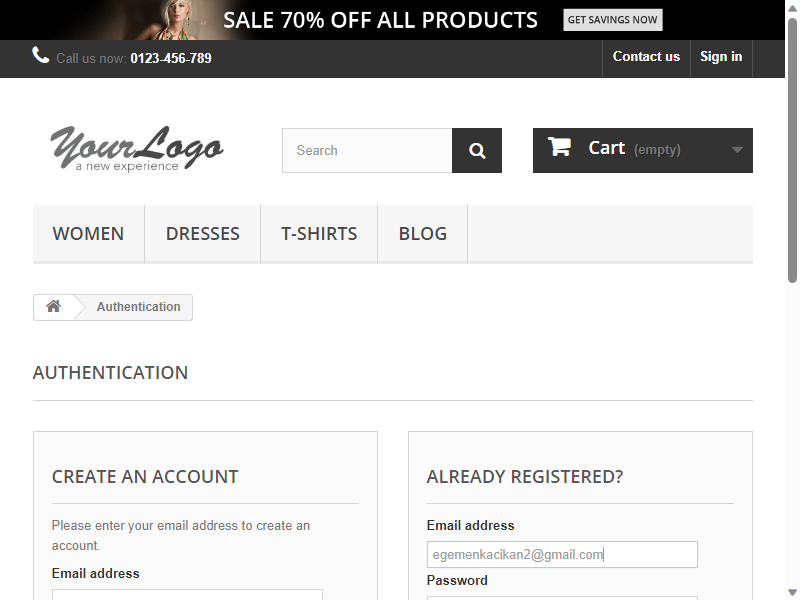 SALE 70% OFF ALL PRODUCTS GET SAVINGS NOW
Call us now: 0123-456-789 Contact us Sign in
YourLogo
a new experience
Search
Cart (empty)
WOMEN DRESSES T-SHIRTS BLOG
Authentication
AUTHENTICATION
CREATE AN ACCOUNT
Please enter your email address to create an
account.
Email address
ALREADY REGISTERED?
Email address
egemenkacikan2@gmail.com
Password